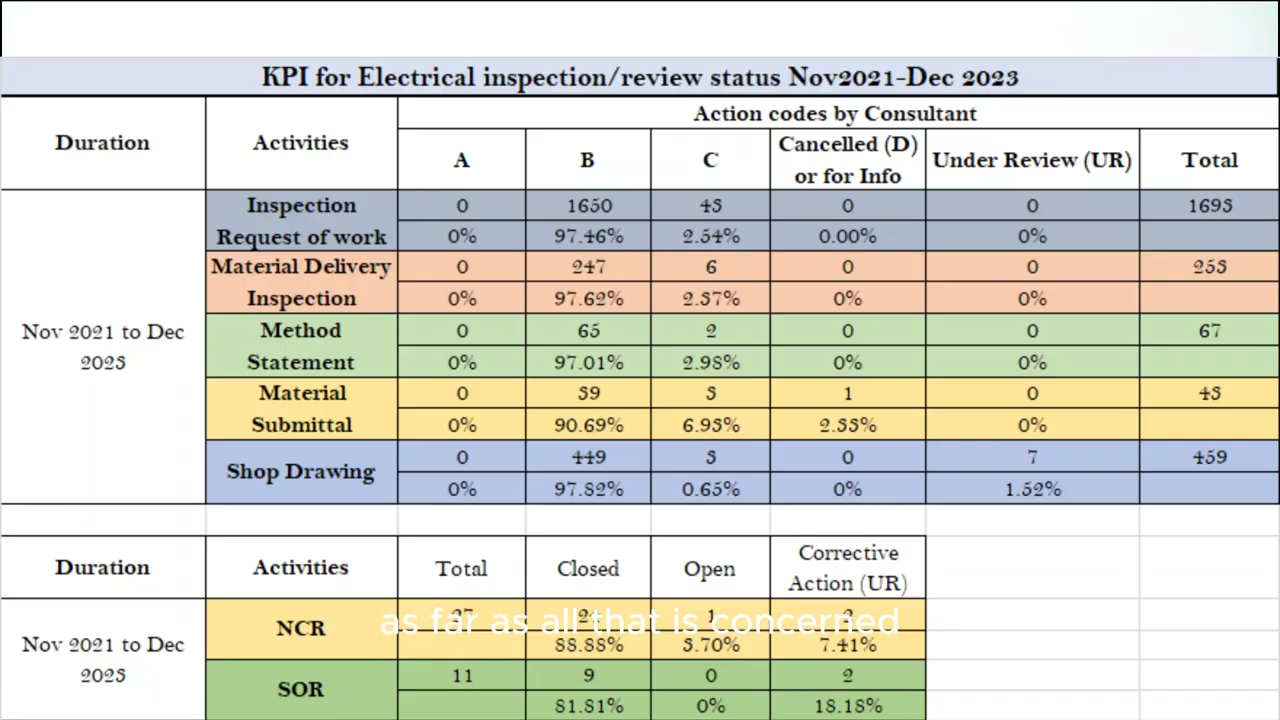 KPI for Electrical inspection/review status Nov2021-Dec 2023
Duration Activities Action codes by Consultant
A B C Cancelled (D) or for Info Under Review (UR) Total
Nov 2021 to Dec 2023
Inspection 0 1650 43 0 0 1693
Request of work 0% 97.46% 2.54% 0.00% 0%
Material Delivery 0 247 6 0 0 253
Inspection 0% 97.62% 2.37% 0% 0%
Method 0 65 2 0 0 67
Statement 0% 97.01% 2.98% 0% 0%
Material 0 39 3 1 0 43
Submittal 0% 90.69% 6.93% 2.33% 0%
Shop Drawing 0 449 3 0 7 459
0% 97.82% 0.65% 0% 1.52%
Duration Activities Total Closed Open Corrective Action (UR)
Nov 2021 to Dec 2023
NCR 27 24 1 2
88.88% 3.70% 7.41%
SOR 11 9 0 2
81.81% 0% 18.18%
as far as all that is concerned